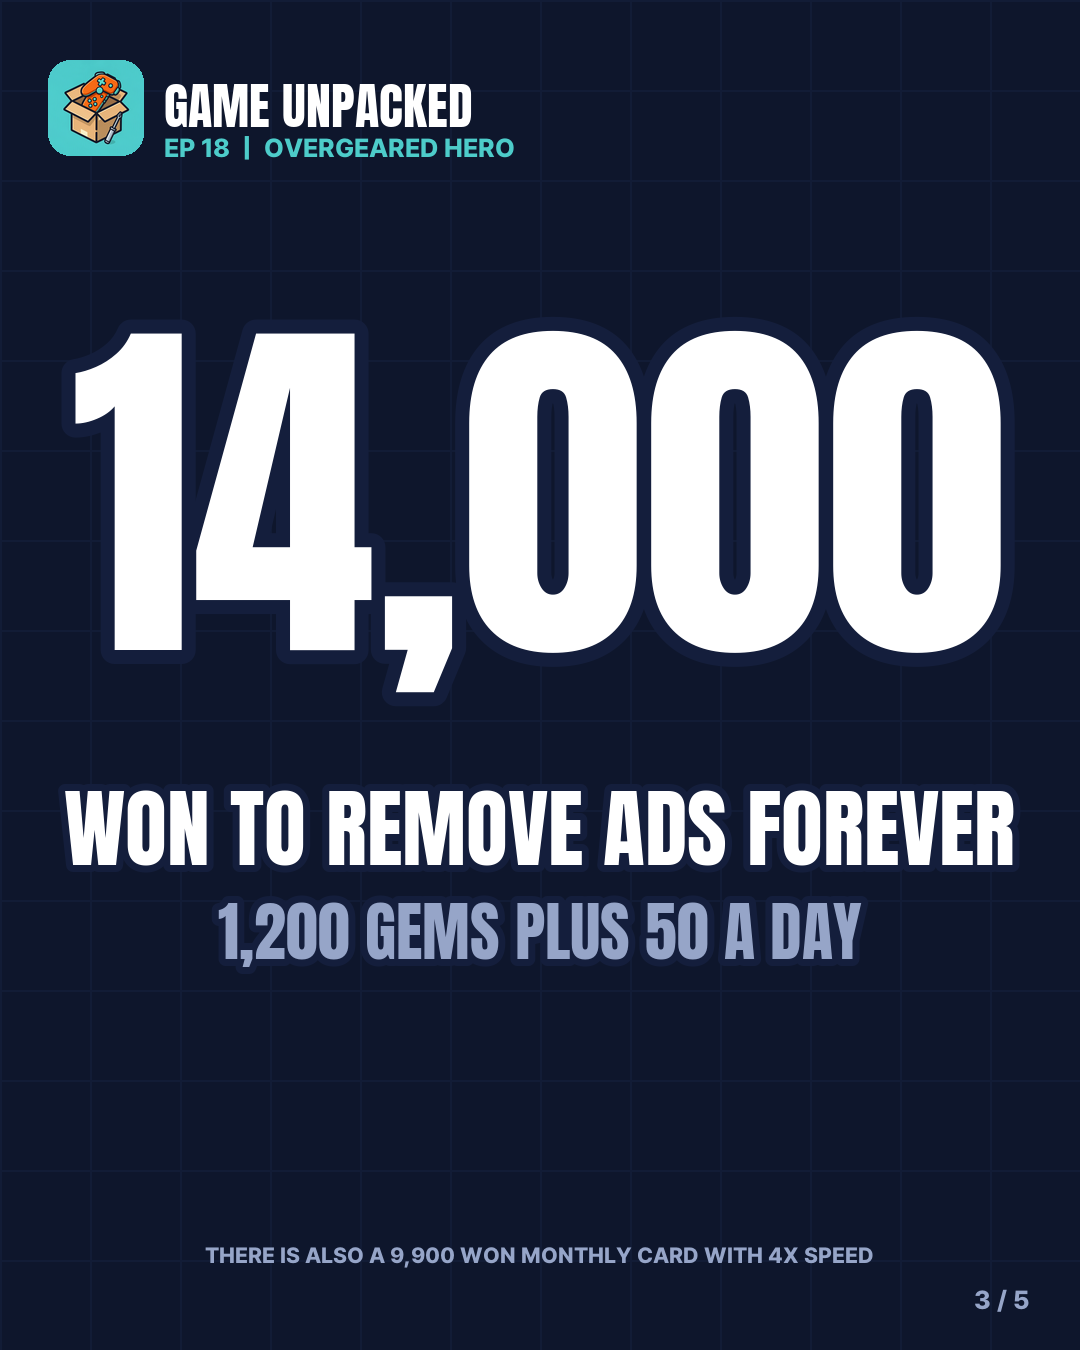 GAME UNPACKED
EP 18 | OVERGEARED HERO
14,000
WON TO REMOVE ADS FOREVER
1,200 GEMS PLUS 50 A DAY
THERE IS ALSO A 9,900 WON MONTHLY CARD WITH 4X SPEED
3 / 5